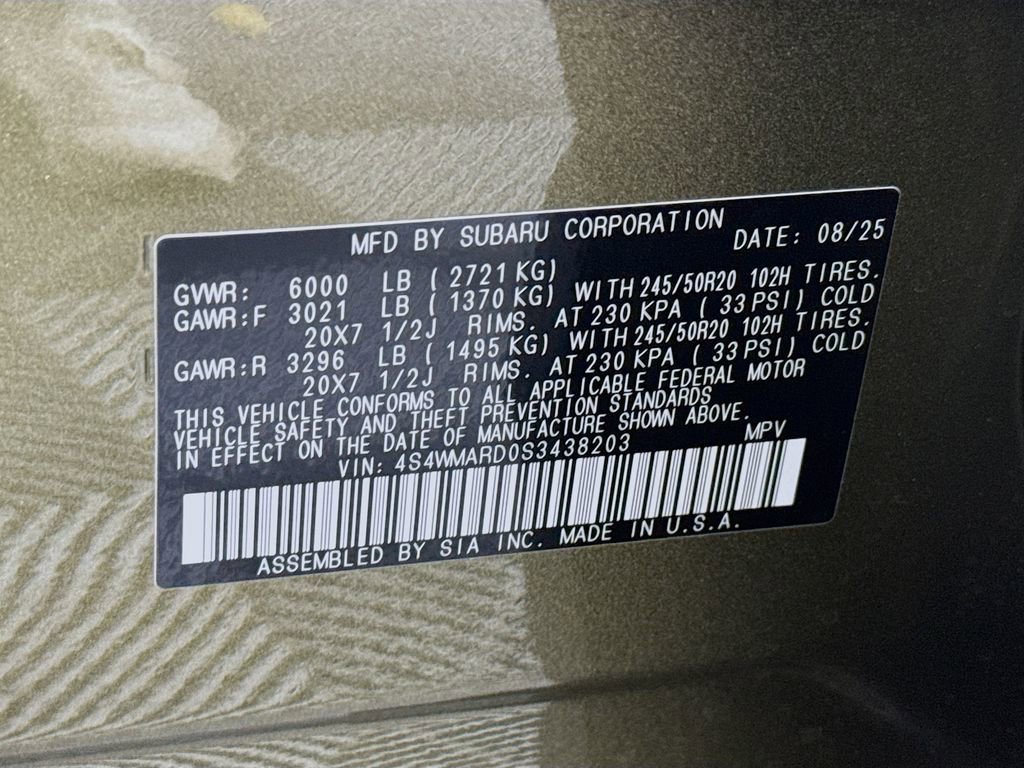 MFD BY SUBARU CORPORATION DATE: 08/25
GVWR: 6000 LB ( 2721 KG)
GAWR:F 3021 LB ( 1370 KG) WITH 245/50R20 102H TIRES.
20X7 1/2J RIMS. AT 230 KPA ( 33 PSI) COLD
GAWR:R 3296 LB ( 1495 KG) WITH 245/50R20 102H TIRES.
20X7 1/2J RIMS. AT 230 KPA ( 33 PSI) COLD
THIS VEHICLE CONFORMS TO ALL APPLICABLE FEDERAL MOTOR
VEHICLE SAFETY AND THEFT PREVENTION STANDARDS
IN EFFECT ON THE DATE OF MANUFACTURE SHOWN ABOVE.
VIN: 4S4WMARD0S3438203 MPV
ASSEMBLED BY SIA INC. MADE IN U.S.A.